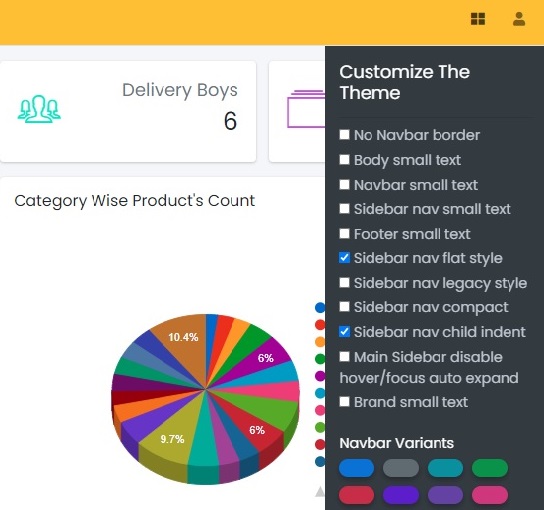 Delivery Boys
6
Category Wise Product's Count
10.4%
6%
6%
9.7%
Customize The
Theme
No Navbar border
Body small text
Navbar small text
Sidebar nav small text
Footer small text
Sidebar nav flat style
Sidebar nav legacy style
Sidebar nav compact
Sidebar nav child indent
Main Sidebar disable
hover/focus auto expand
Brand small text
Navbar Variants